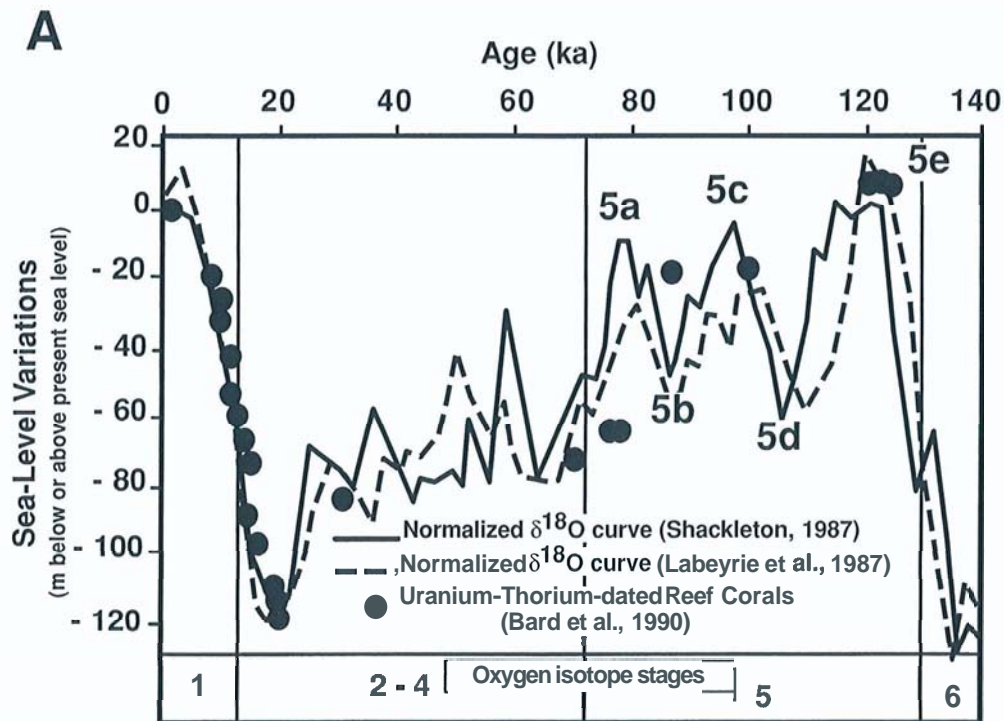 A
Age (ka)
0 20 40 60 80 100 120 140
20
0
- 20
- 40
- 60
- 80
- 100
- 120
Sea-Level Variations
(m below or above present sea level)
5e
5c
5a
5b
5d
Normalized δ18O curve (Shackleton, 1987)
,Normalized δ18O curve (Labeyrie et al., 1987)
Uranium-Thorium-dated Reef Corals
(Bard et al., 1990)
1
2 - 4
Oxygen isotope stages
5
6